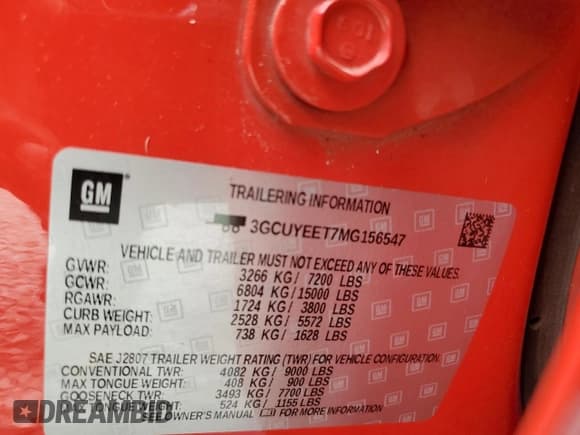 GM
TRAILERING INFORMATION
3GCUYEET7MG156547
VEHICLE AND TRAILER MUST NOT EXCEED ANY OF THESE VALUES.
GVWR: 3266 KG / 7200 LBS
GCWR: 6804 KG / 15000 LBS
RGAWR: 1724 KG / 3800 LBS
CURB WEIGHT: 2528 KG / 5572 LBS
MAX PAYLOAD: 738 KG / 1628 LBS
SAE J2807 TRAILER WEIGHT RATING (TWR) FOR VEHICLE CONFIGURATION.
CONVENTIONAL TWR: 4082 KG / 9000 LBS
MAX TONGUE WEIGHT: 408 KG / 900 LBS
GOOSENECK TWR: 3493 KG / 7700 LBS
TONGUE WEIGHT: 524 KG / 1155 LBS
SEE OWNER'S MANUAL FOR MORE INFORMATION